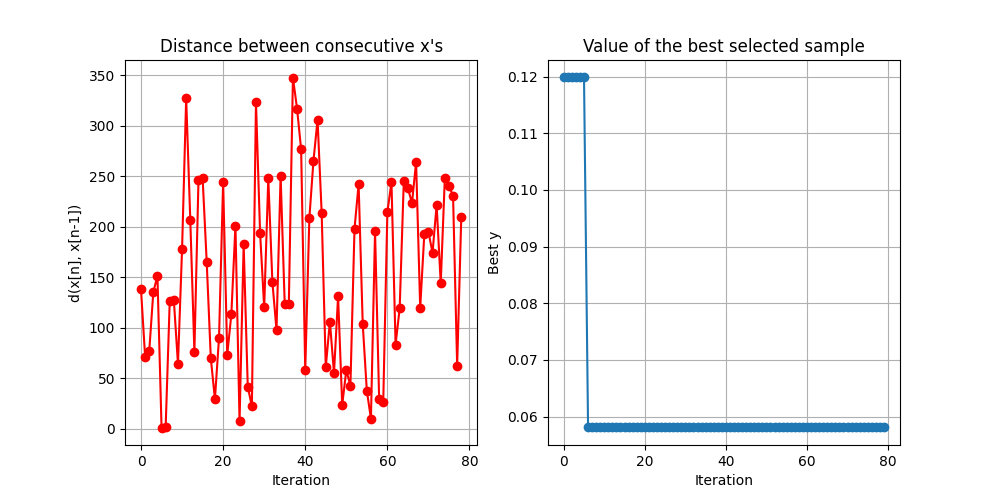 Distance between consecutive x's
350
300
250
200
150
100
50
0
d(x[n], x[n-1])
0 20 40 60 80
Iteration
Value of the best selected sample
0.12
0.11
0.10
0.09
0.08
0.07
0.06
Best y
0 20 40 60 80
Iteration